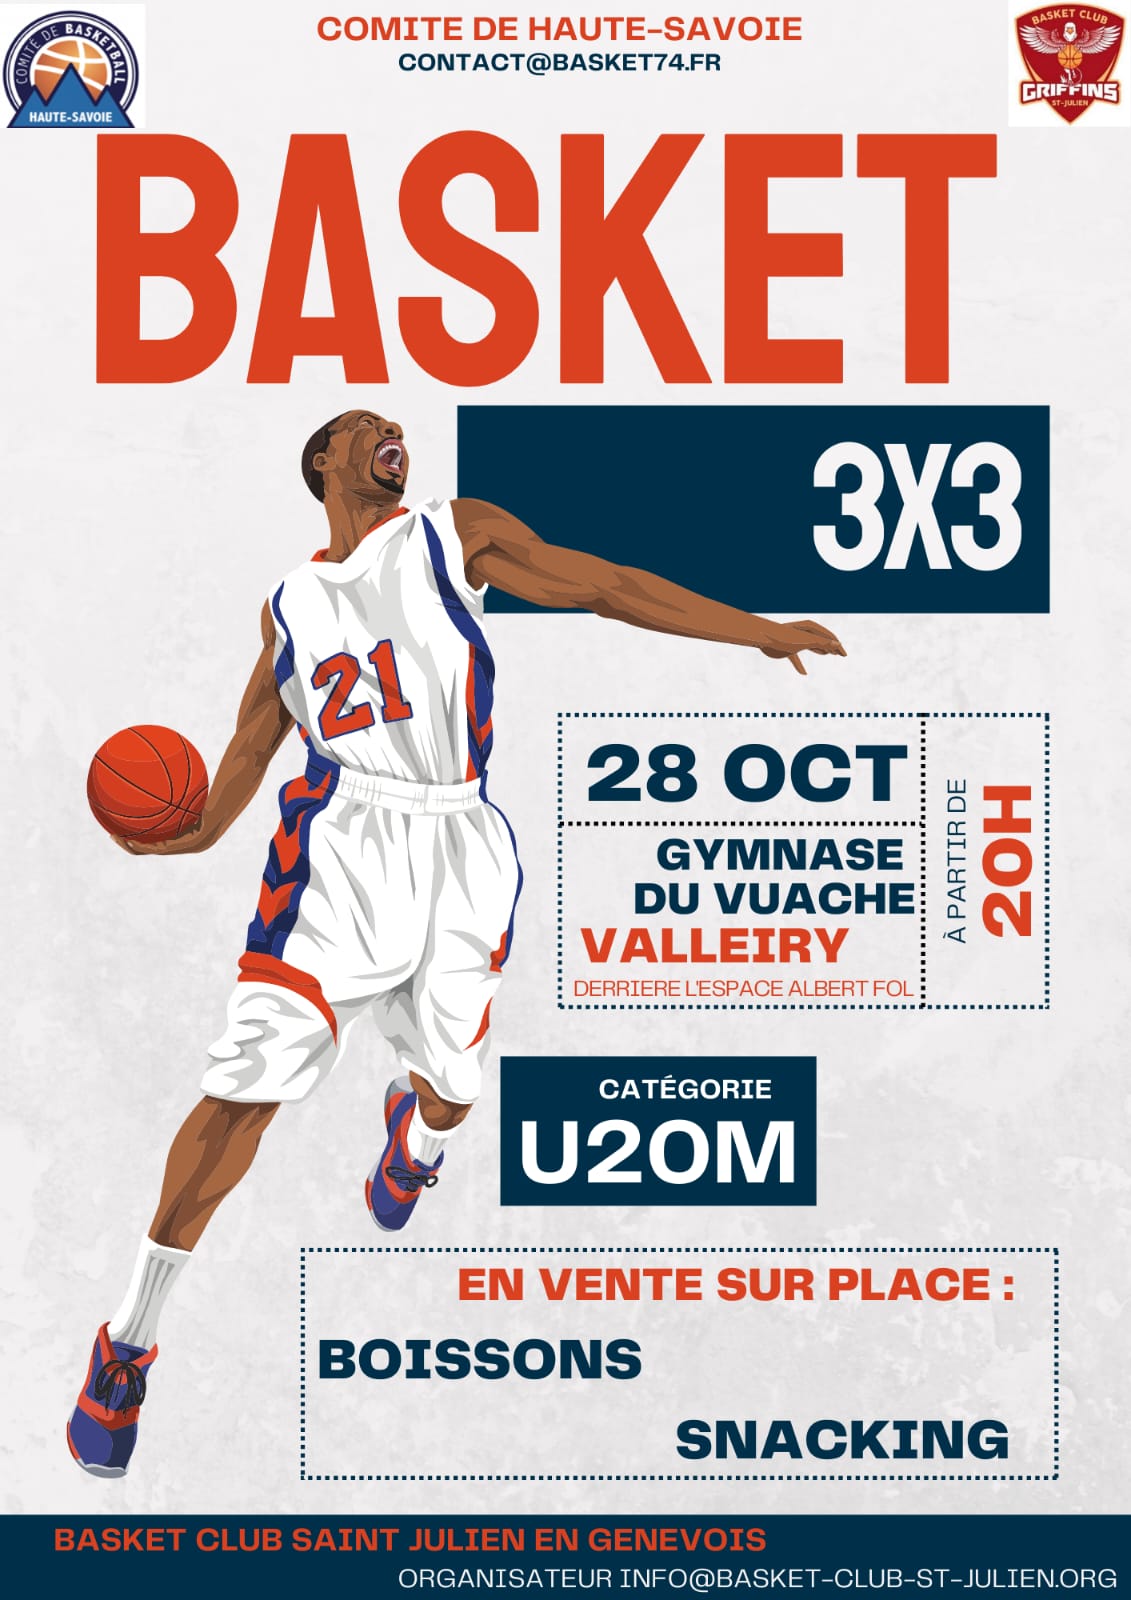 COMITE DE HAUTE-SAVOIE
CONTACT@BASKET74.FR
COMITÉ DE BASKETBALL
HAUTE-SAVOIE
BASKET CLUB
GRIFFINS
ST-JULIEN
BASKET
3X3
21
28 OCT
GYMNASE
DU VUACHE
VALLEIRY
DERRIERE L'ESPACE ALBERT FOL
À PARTIR DE
20H
CATÉGORIE
U20M
EN VENTE SUR PLACE :
BOISSONS
SNACKING
BASKET CLUB SAINT JULIEN EN GENEVOIS
ORGANISATEUR INFO@BASKET-CLUB-ST-JULIEN.ORG